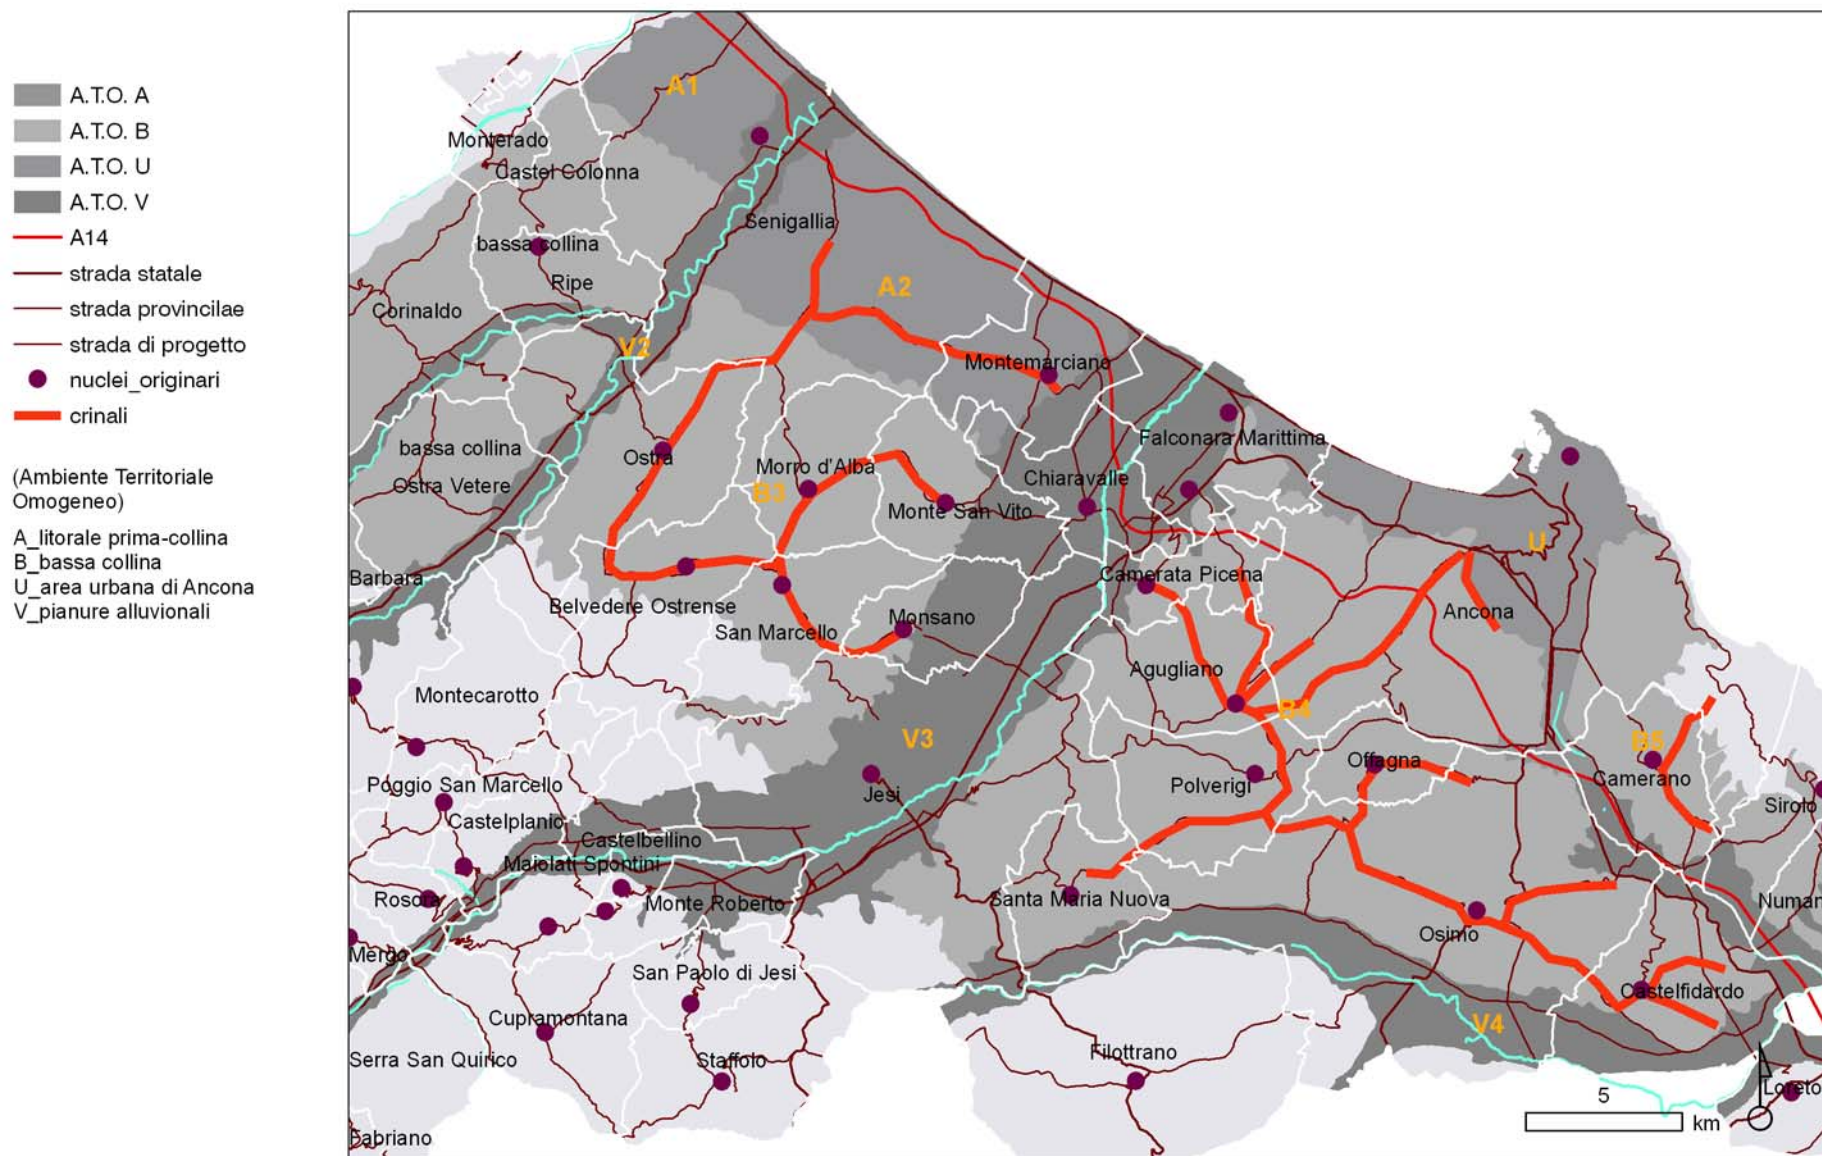 A.T.O. A
A.T.O. B
A.T.O. U
A.T.O. V
A14
strada statale
strada provincilae
strada di progetto
nuclei_originari
crinali
(Ambiente Territoriale
Omogeneo)
A_litorale prima-collina
B_bassa collina
U_area urbana di Ancona
V_pianure alluvionali
A1
Monterado
Castel Colonna
Senigallia
bassa collina
Ripe
A2
Corinaldo
V2
Montemarciano
Falconara Marittima
bassa collina
Ostra
Morro d'Alba
Chiaravalle
Ostra Vetere
B3
Monte San Vito
U
Barbara
Camerata Picena
Belvedere Ostrense
Monsano
Ancona
San Marcello
Agugliano
Montecarotto
B4
V3
B5
Offagna
Poggio San Marcello
Jesi
Polverigi
Camerano
Sirolo
Castelplanio
Castelbellino
Maiolati Spontini
Rosora
Monte Roberto
Santa Maria Nuova
Numan
Osimo
Mergo
San Paolo di Jesi
Castelfidardo
Cupramontana
V4
Serra San Quirico
Staffolo
Filottrano
Loreto
5
km
Fabriano